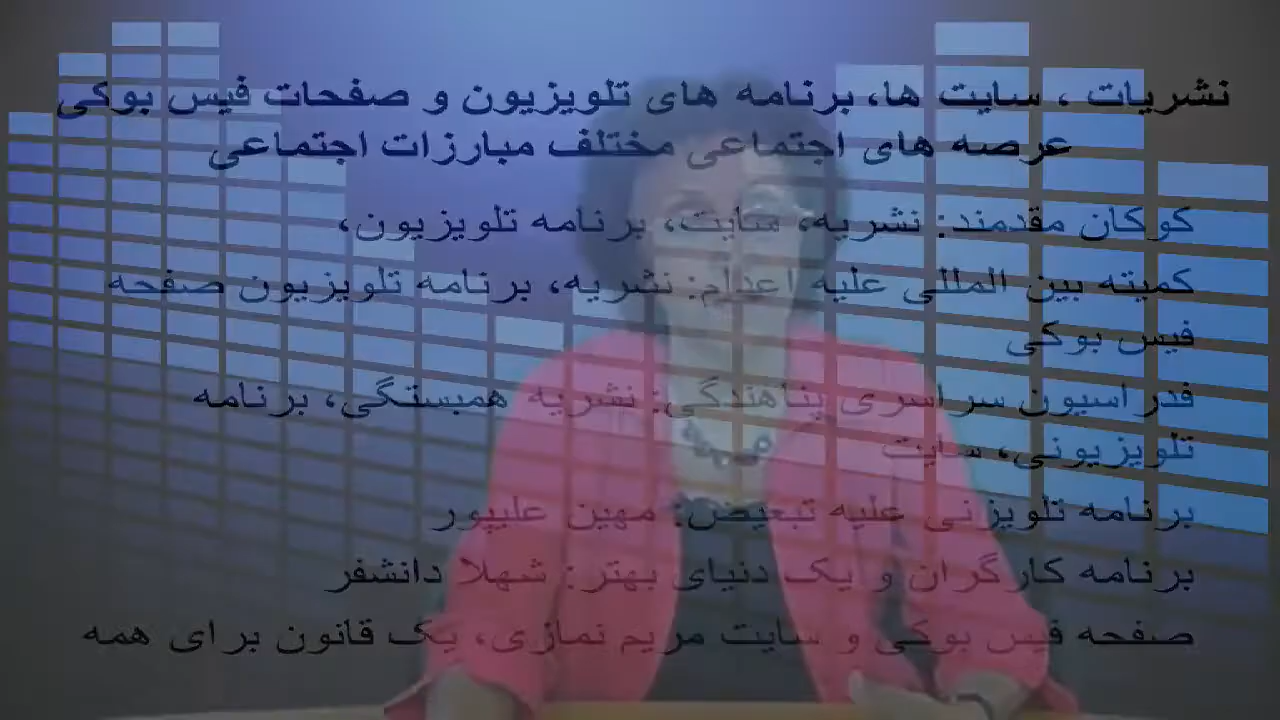 نشریات ، سایت ها، برنامه های تلویزیون و صفحات فیس بوکی
عرصه های اجتماعی مختلف مبارزات اجتماعی
کوکان مقدمند: نشریه، سایت، برنامه تلویزیون،
کمیته بین المللی علیه اعدام: نشریه، برنامه تلویزیون صفحه
فیس بوکی
فدراسیون سراسری پناهندگی: نشریه همبستگی، برنامه
تلویزیونی، سایت
برنامه تلویزنی علیه تبعیض: مهین علیپور
برنامه کارگران و یک دنیای بهتر: شهلا دانشفر
صفحه فیس بوکی و سایت مریم نمازی، یک قانون برای همه